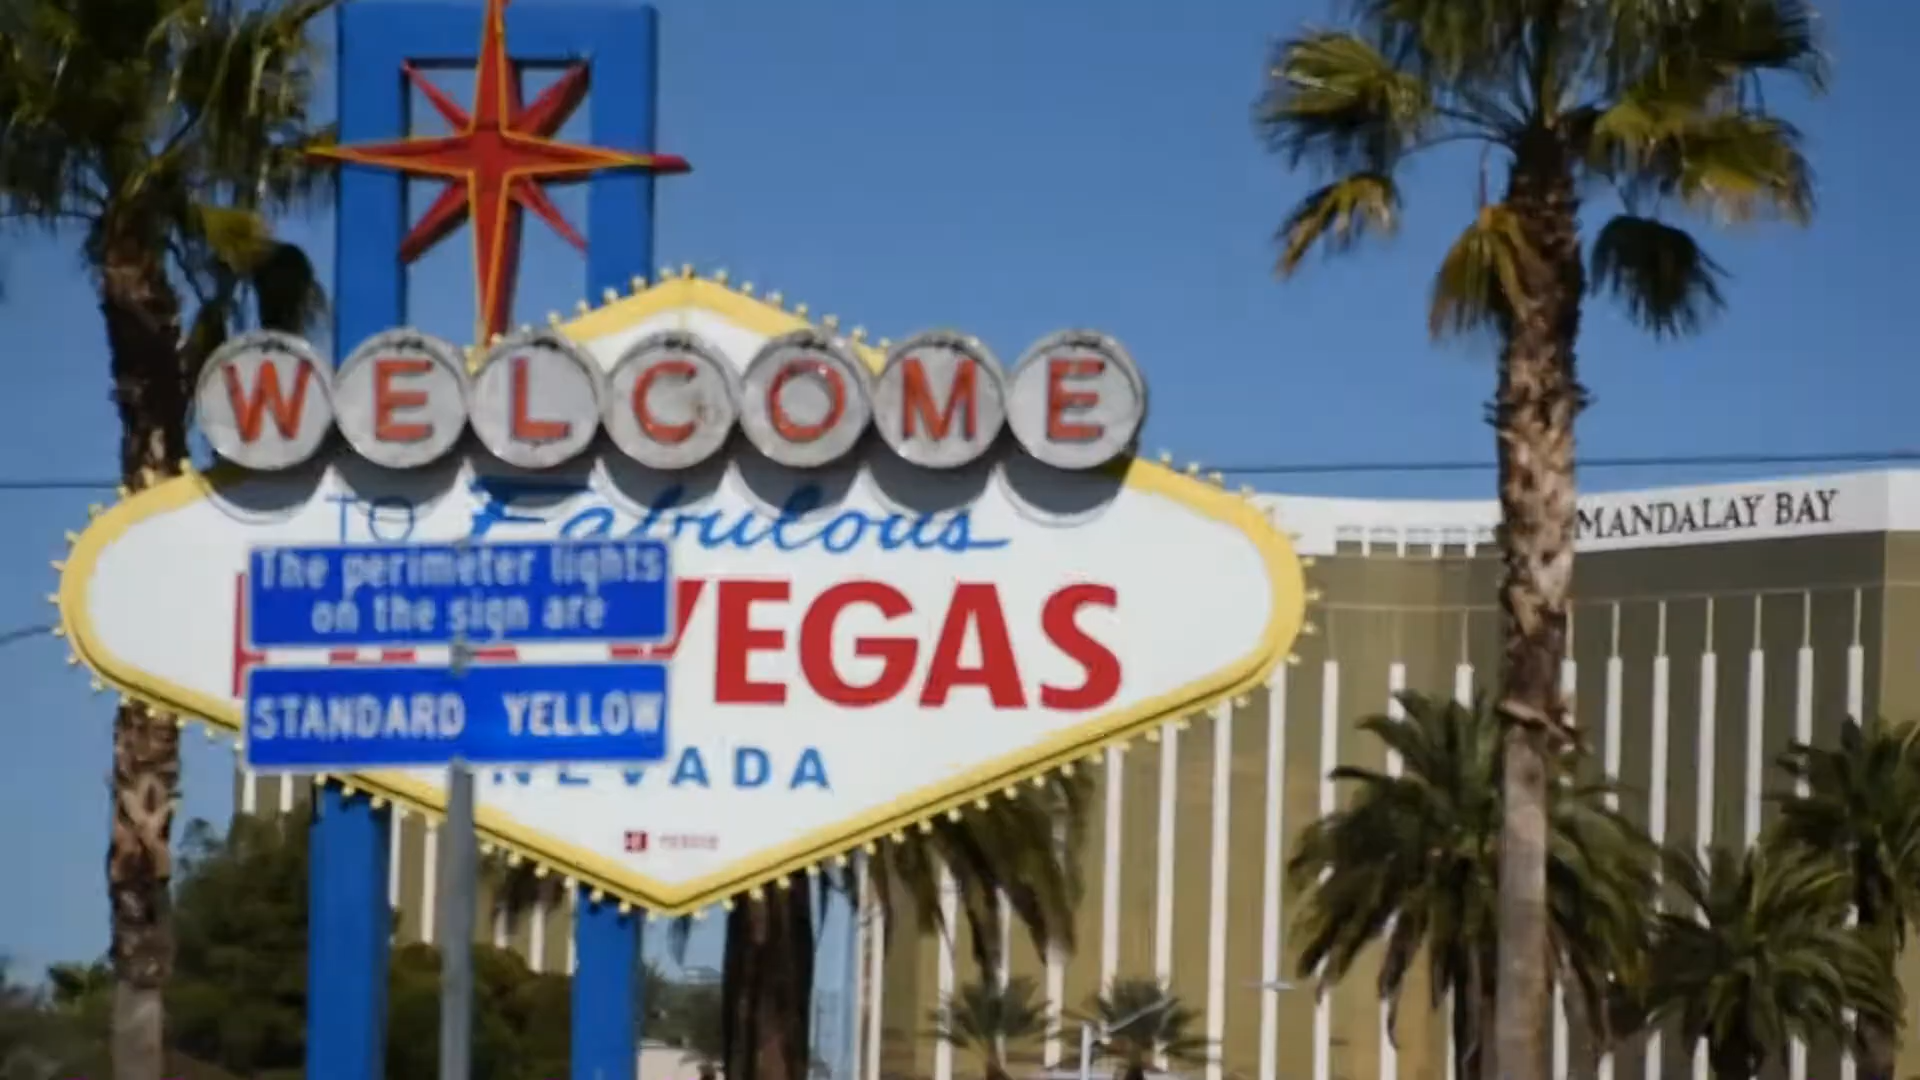 WELCOME
TO Fabulous
The perimeter lights
on the sign are
VEGAS
STANDARD YELLOW
NEVADA
MANDALAY BAY